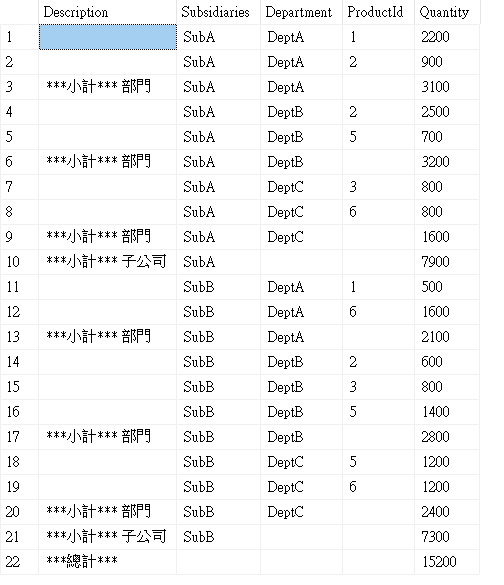 Description Subsidiaries Department ProductId Quantity
1 SubA DeptA 1 2200
2 SubA DeptA 2 900
3 ***小計*** 部門 SubA DeptA 3100
4 SubA DeptB 2 2500
5 SubA DeptB 5 700
6 ***小計*** 部門 SubA DeptB 3200
7 SubA DeptC 3 800
8 SubA DeptC 6 800
9 ***小計*** 部門 SubA DeptC 1600
10 ***小計*** 子公司 SubA 7900
11 SubB DeptA 1 500
12 SubB DeptA 6 1600
13 ***小計*** 部門 SubB DeptA 2100
14 SubB DeptB 2 600
15 SubB DeptB 3 800
16 SubB DeptB 5 1400
17 ***小計*** 部門 SubB DeptB 2800
18 SubB DeptC 5 1200
19 SubB DeptC 6 1200
20 ***小計*** 部門 SubB DeptC 2400
21 ***小計*** 子公司 SubB 7300
22 ***總計*** 15200